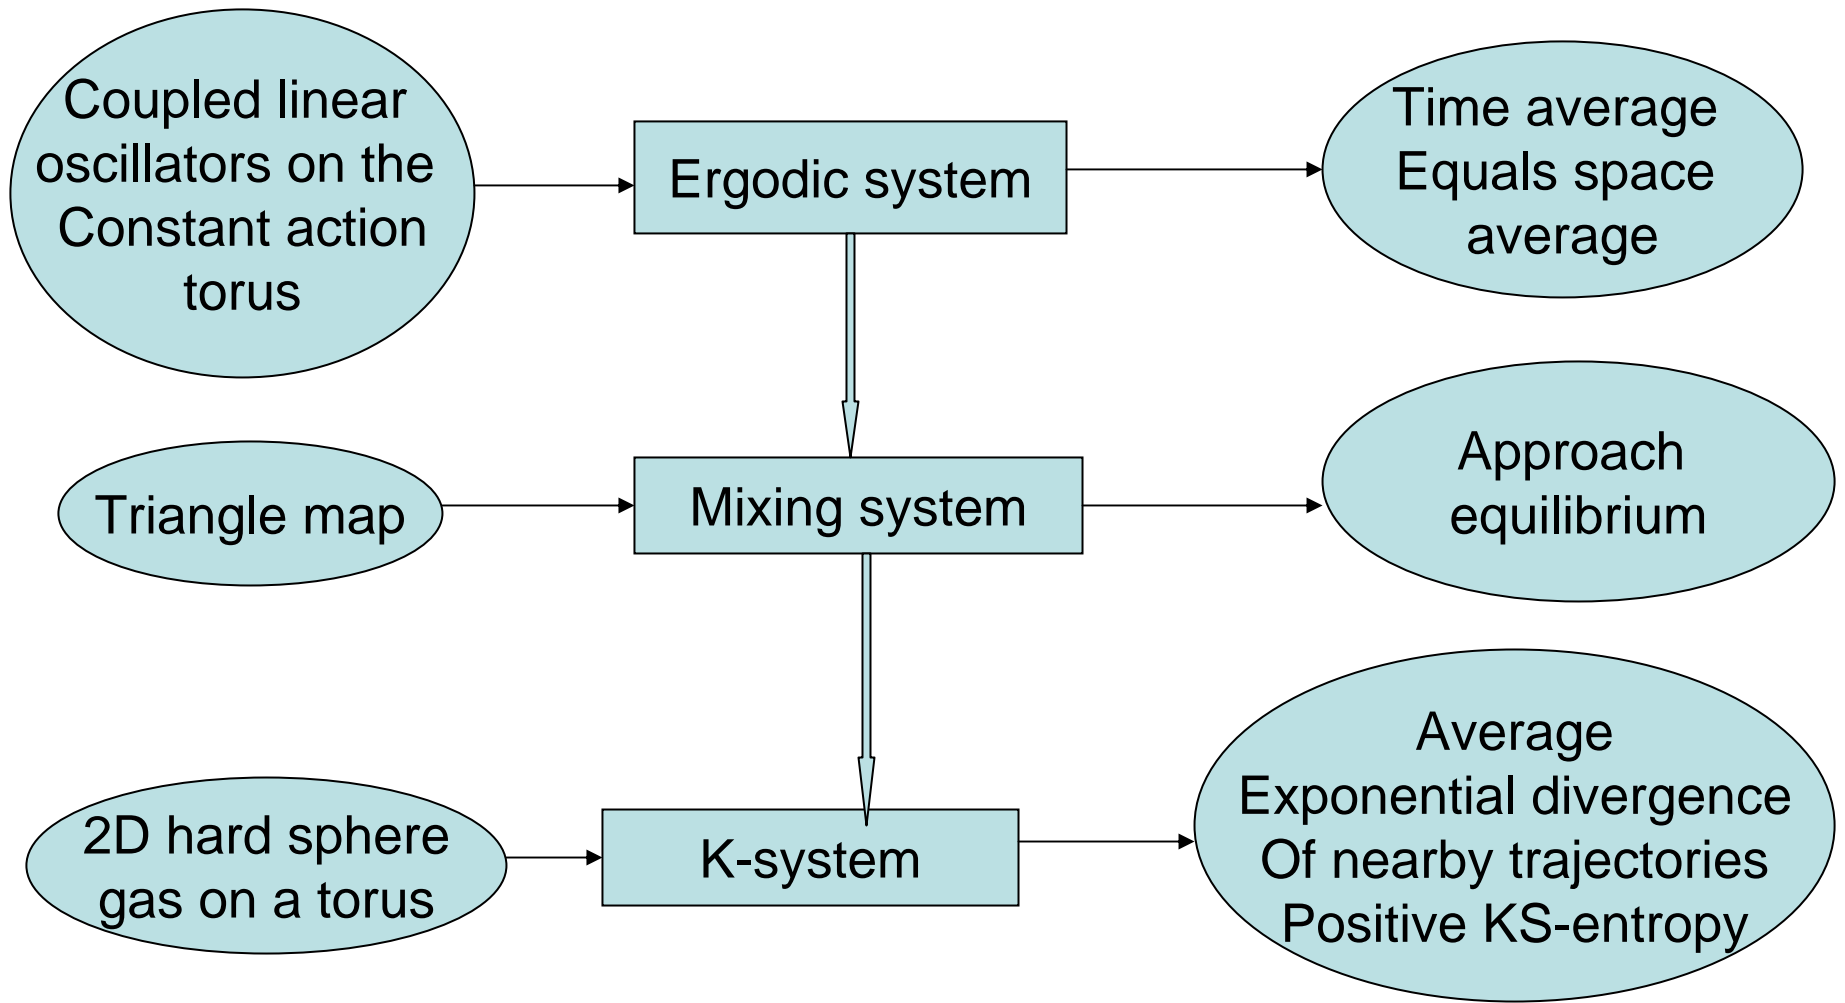 Coupled linear
oscillators on the
Constant action
torus
Ergodic system
Time average
Equals space
average
Triangle map
Mixing system
Approach
equilibrium
2D hard sphere
gas on a torus
K-system
Average
Exponential divergence
Of nearby trajectories
Positive KS-entropy